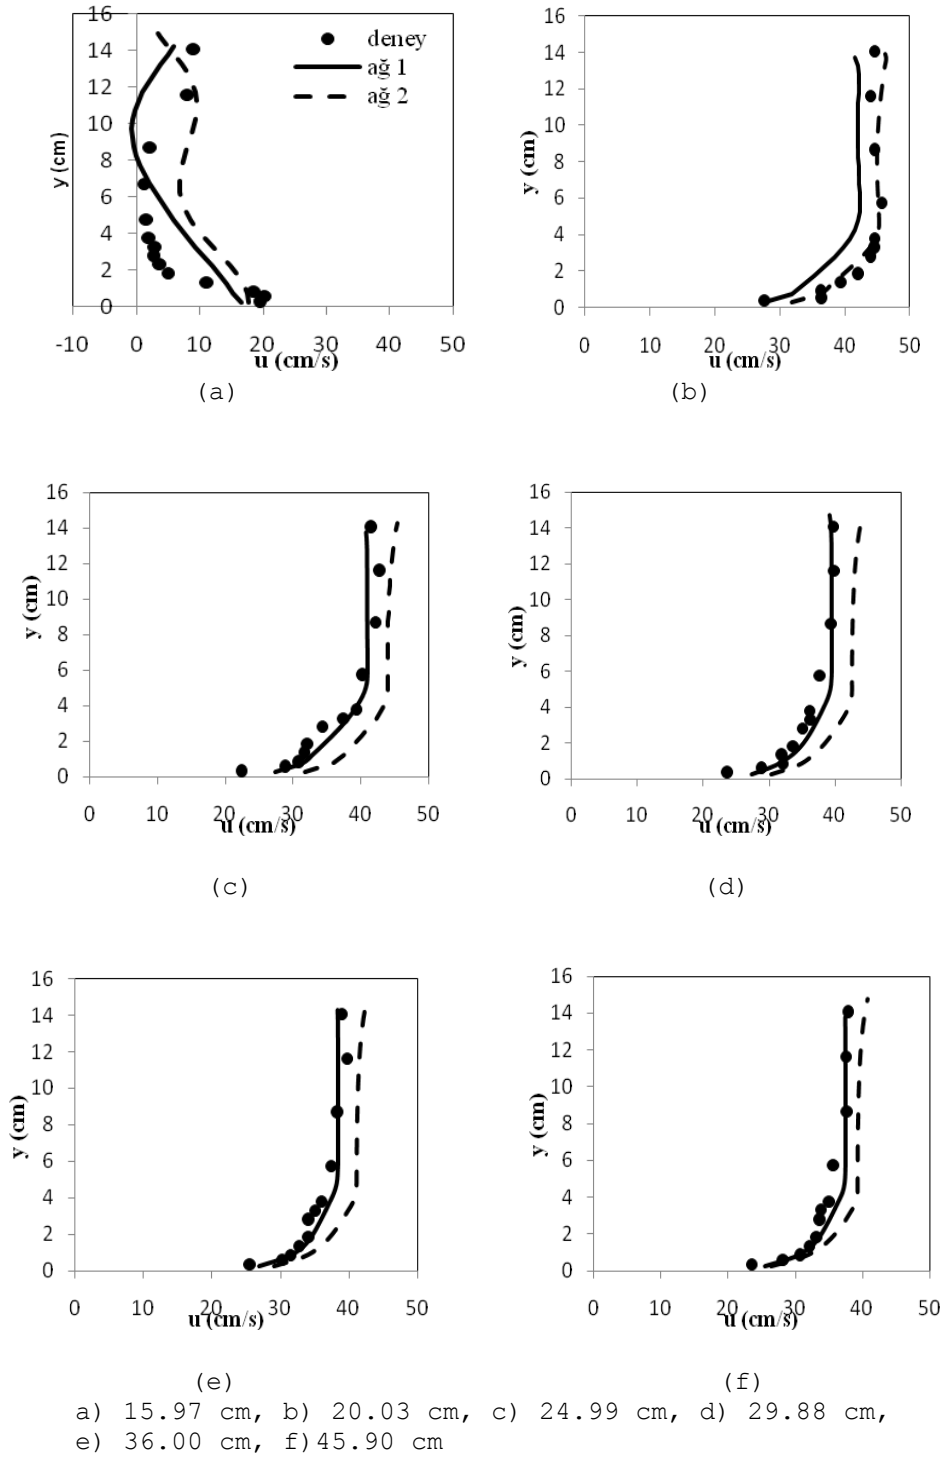 16
14
12
10
8
6
4
2
0
y (cm)
-10 0 10 20 30 40 50
u (cm/s)
deney
ağ 1
ağ 2
(a)
16
14
12
10
8
6
4
2
0
y (cm)
0 10 20 30 40 50
u (cm/s)
(b)
16
14
12
10
8
6
4
2
0
y (cm)
0 10 20 30 40 50
u (cm/s)
(c)
16
14
12
10
8
6
4
2
0
y (cm)
0 10 20 30 40 50
u (cm/s)
(d)
16
14
12
10
8
6
4
2
0
y (cm)
0 10 20 30 40 50
u (cm/s)
(e)
16
14
12
10
8
6
4
2
0
y (cm)
0 10 20 30 40 50
u (cm/s)
(f)
a) 15.97 cm, b) 20.03 cm, c) 24.99 cm, d) 29.88 cm,
e) 36.00 cm, f)45.90 cm